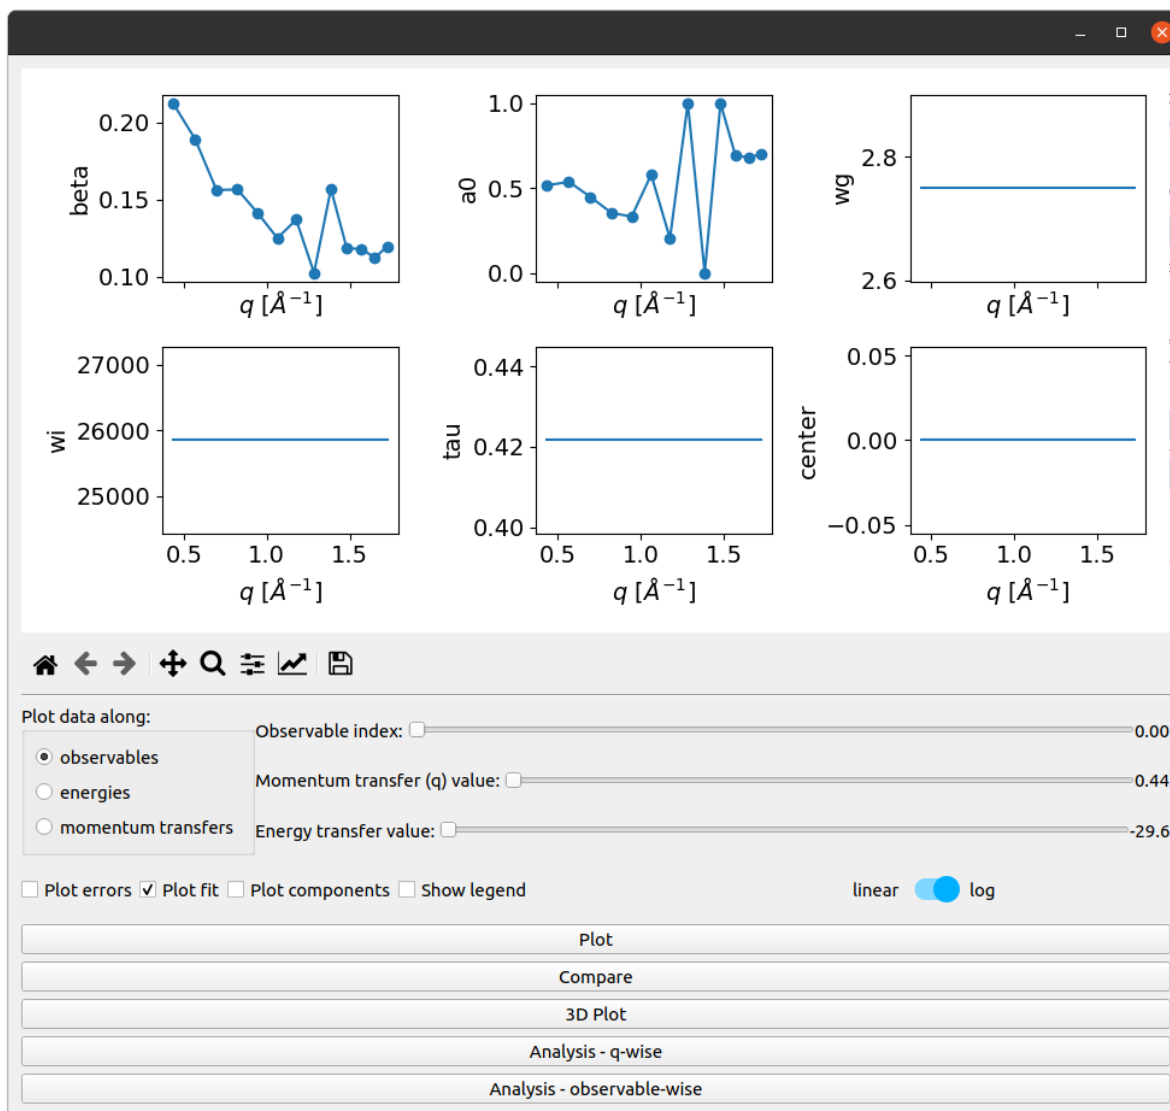 0.20
0.15
0.10
beta
q [Å⁻¹]
1.0
0.5
0.0
a0
q [Å⁻¹]
2.8
2.6
wg
q [Å⁻¹]
27000
26000
25000
wi
0.5 1.0 1.5
q [Å⁻¹]
0.44
0.42
0.40
tau
0.5 1.0 1.5
q [Å⁻¹]
0.05
0.00
−0.05
center
0.5 1.0 1.5
q [Å⁻¹]
Plot data along:
observables
energies
momentum transfers
Observable index: 0.00
Momentum transfer (q) value: 0.44
Energy transfer value: -29.6
Plot errors Plot fit Plot components Show legend linear log
Plot
Compare
3D Plot
Analysis - q-wise
Analysis - observable-wise